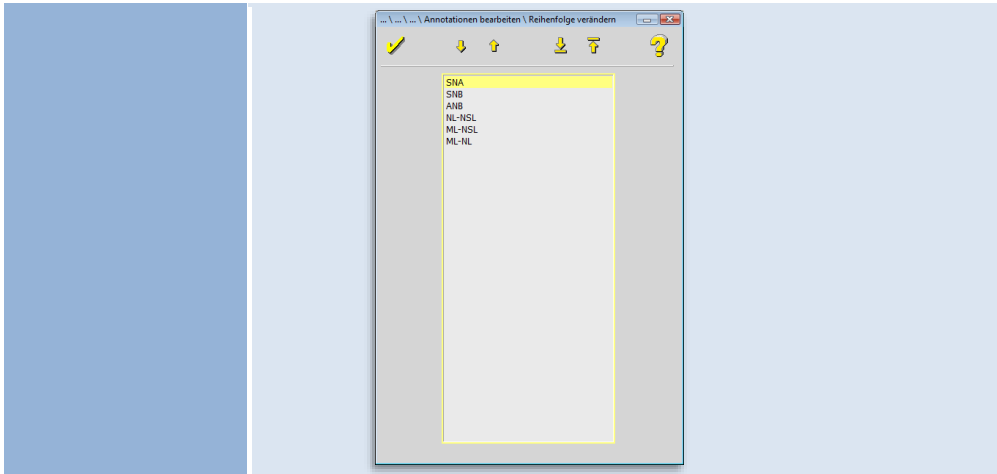 ... \ ... \ ... \ Annotationen bearbeiten \ Reihenfolge verändern
SNA
SNB
ANB
NL-NSL
ML-NSL
ML-NL